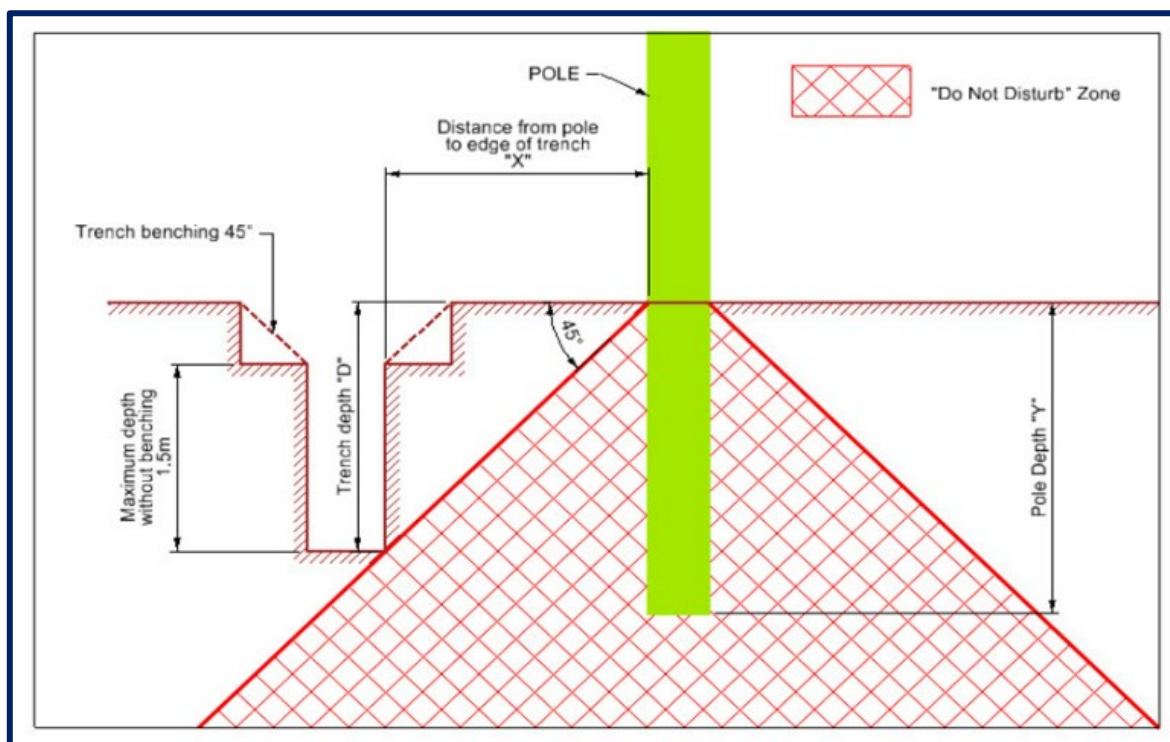 POLE
"Do Not Disturb" Zone
Distance from pole
to edge of trench
"X"
Trench benching 45°
45°
Maximum depth
without benching
1.5m
Trench depth "D"
Pole Depth "Y"